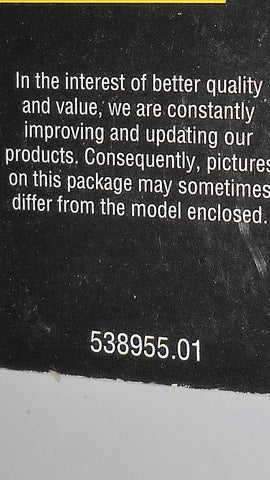 In the interest of better quality
and value, we are constantly
improving and updating our
products. Consequently, pictures
on this package may sometimes
differ from the model enclosed.
538955.01